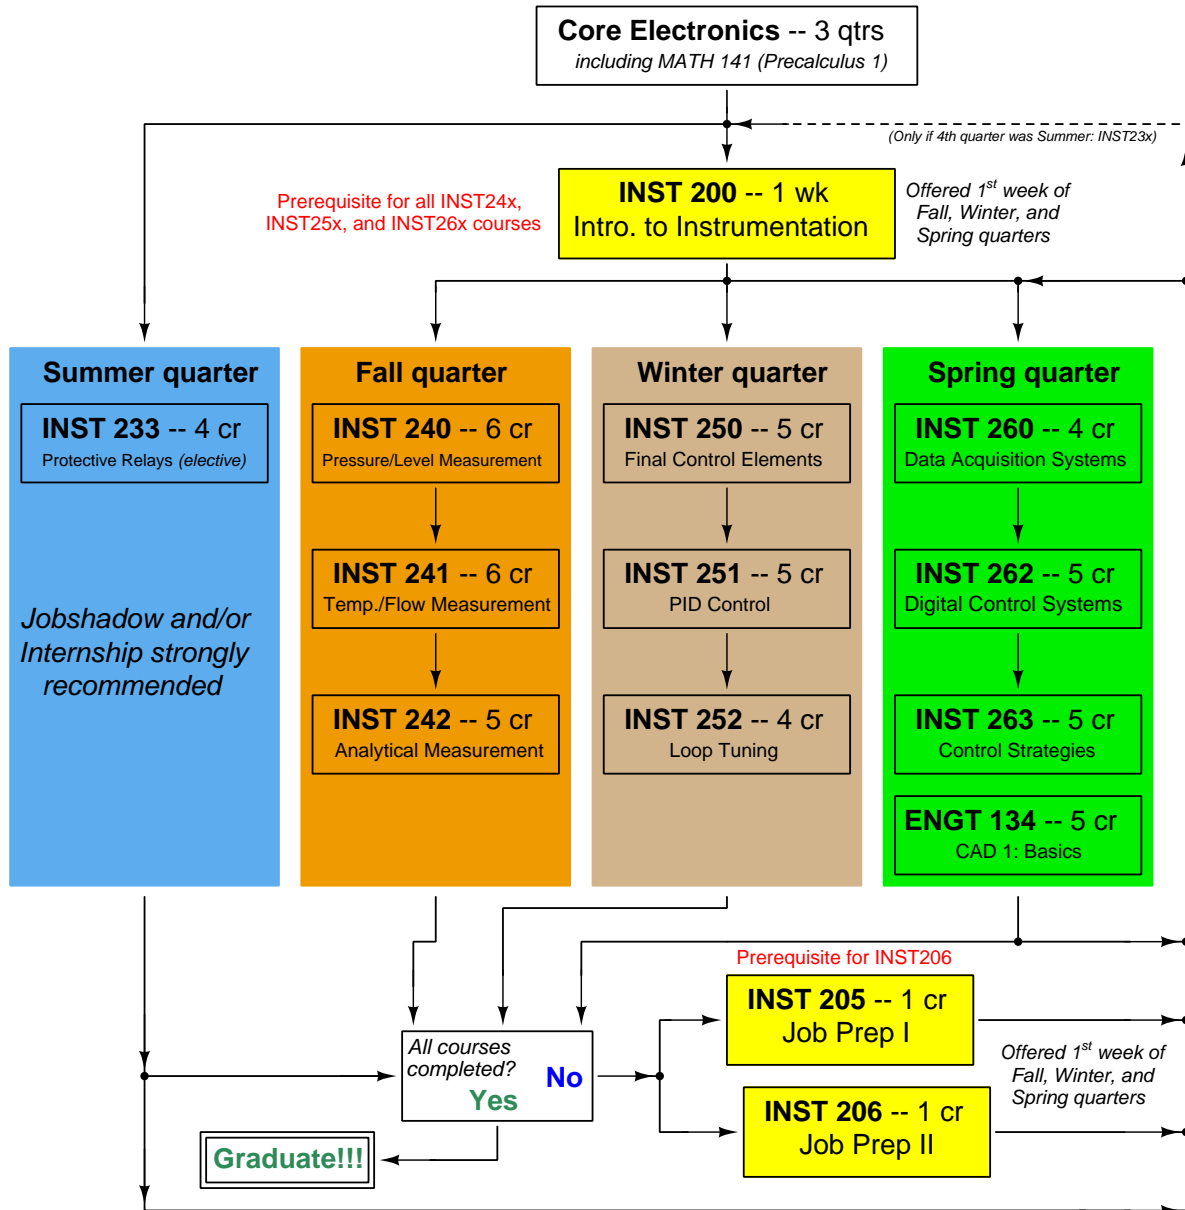 Core Electronics -- 3 qtrs
including MATH 141 (Precalculus 1)
(Only if 4th quarter was Summer: INST23x)
Prerequisite for all INST24x,
INST25x, and INST26x courses
INST 200 -- 1 wk
Intro. to Instrumentation
Offered 1st week of
Fall, Winter, and
Spring quarters
Summer quarter
INST 233 -- 4 cr
Protective Relays (elective)
Jobshadow and/or
Internship strongly
recommended
Fall quarter
INST 240 -- 6 cr
Pressure/Level Measurement
INST 241 -- 6 cr
Temp./Flow Measurement
INST 242 -- 5 cr
Analytical Measurement
Winter quarter
INST 250 -- 5 cr
Final Control Elements
INST 251 -- 5 cr
PID Control
INST 252 -- 4 cr
Loop Tuning
Spring quarter
INST 260 -- 4 cr
Data Acquisition Systems
INST 262 -- 5 cr
Digital Control Systems
INST 263 -- 5 cr
Control Strategies
ENGT 134 -- 5 cr
CAD 1: Basics
All courses
completed?
No
Yes
Graduate!!!
Prerequisite for INST206
INST 205 -- 1 cr
Job Prep I
INST 206 -- 1 cr
Job Prep II
Offered 1st week of
Fall, Winter, and
Spring quarters